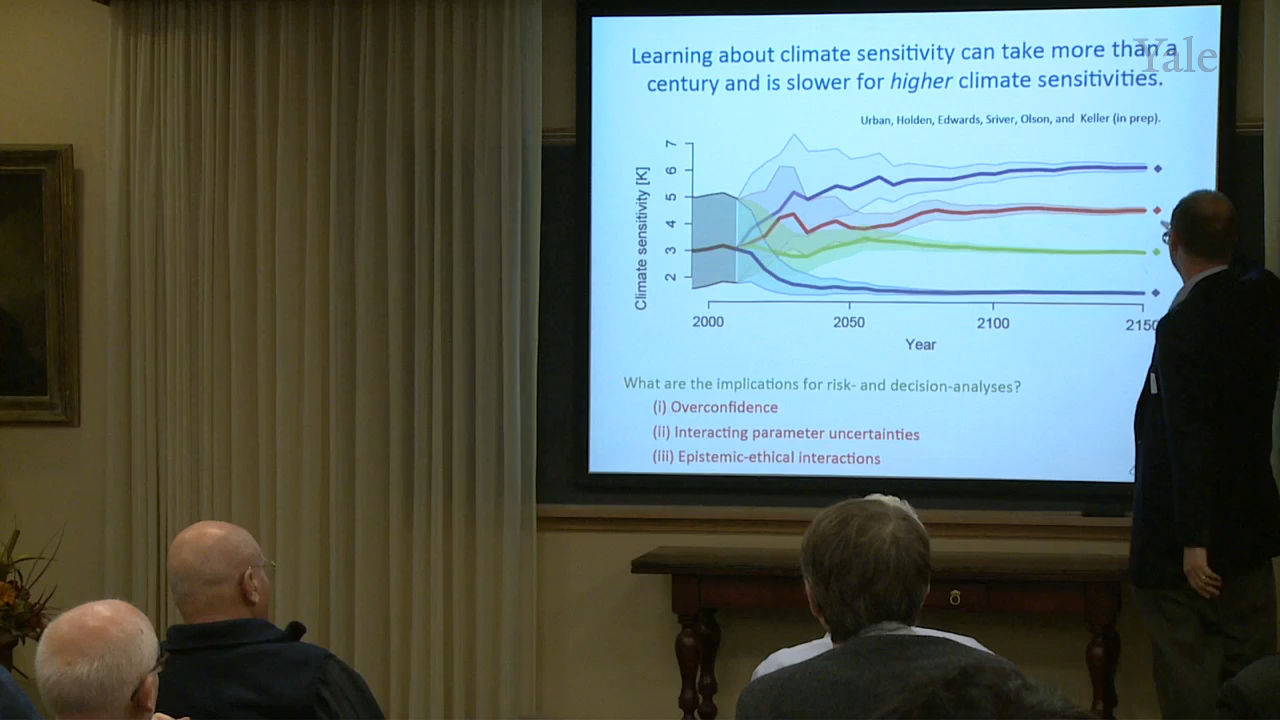 Yale
Learning about climate sensitivity can take more than a
century and is slower for higher climate sensitivities.
Urban, Holden, Edwards, Sriver, Olson, and Keller (in prep).
Climate sensitivity [K]
7
6
5
4
3
2
2000 2050 2100 2150
Year
What are the implications for risk- and decision-analyses?
(i) Overconfidence
(ii) Interacting parameter uncertainties
(iii) Epistemic-ethical interactions